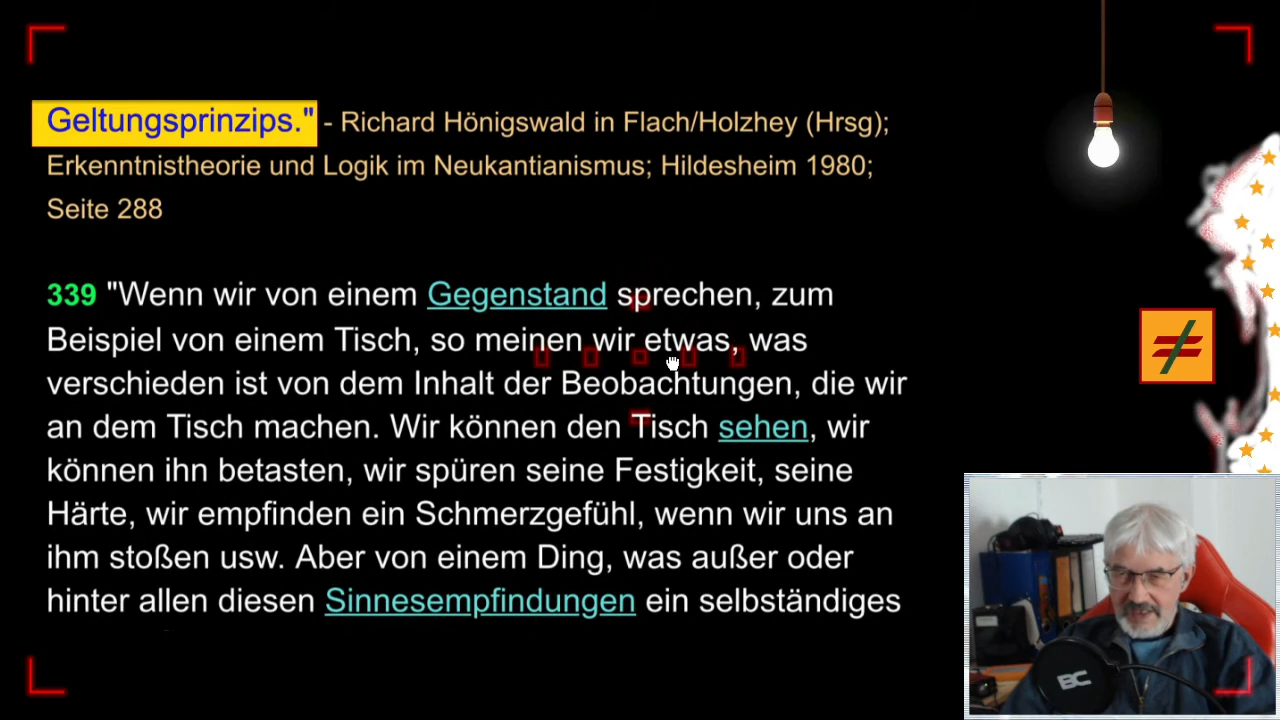 Geltungsprinzips." - Richard Hönigswald in Flach/Holzhey (Hrsg);
Erkenntnistheorie und Logik im Neukantianismus; Hildesheim 1980;
Seite 288
339 "Wenn wir von einem Gegenstand sprechen, zum
Beispiel von einem Tisch, so meinen wir etwas, was
verschieden ist von dem Inhalt der Beobachtungen, die wir
an dem Tisch machen. Wir können den Tisch sehen, wir
können ihn betasten, wir spüren seine Festigkeit, seine
Härte, wir empfinden ein Schmerzgefühl, wenn wir uns an
ihm stoßen usw. Aber von einem Ding, was außer oder
hinter allen diesen Sinnesempfindungen ein selbständiges
≠
BC